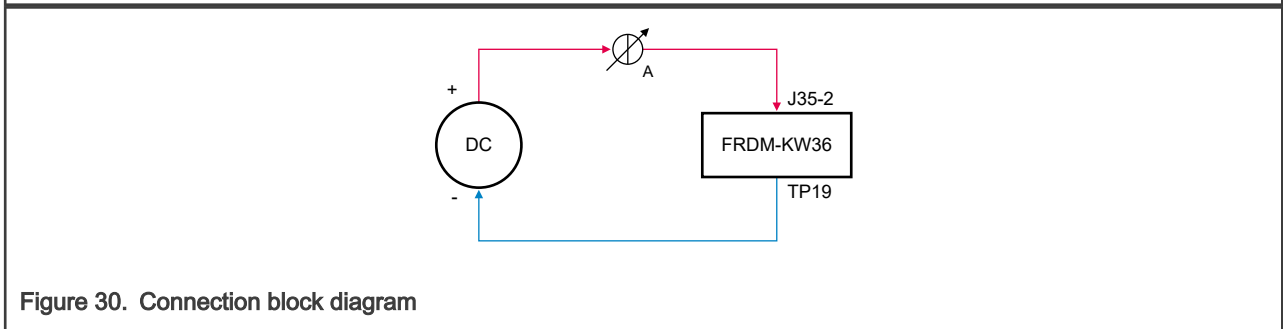 A
+
J35-2
DC
FRDM-KW36
-
TP19
Figure 30. Connection block diagram